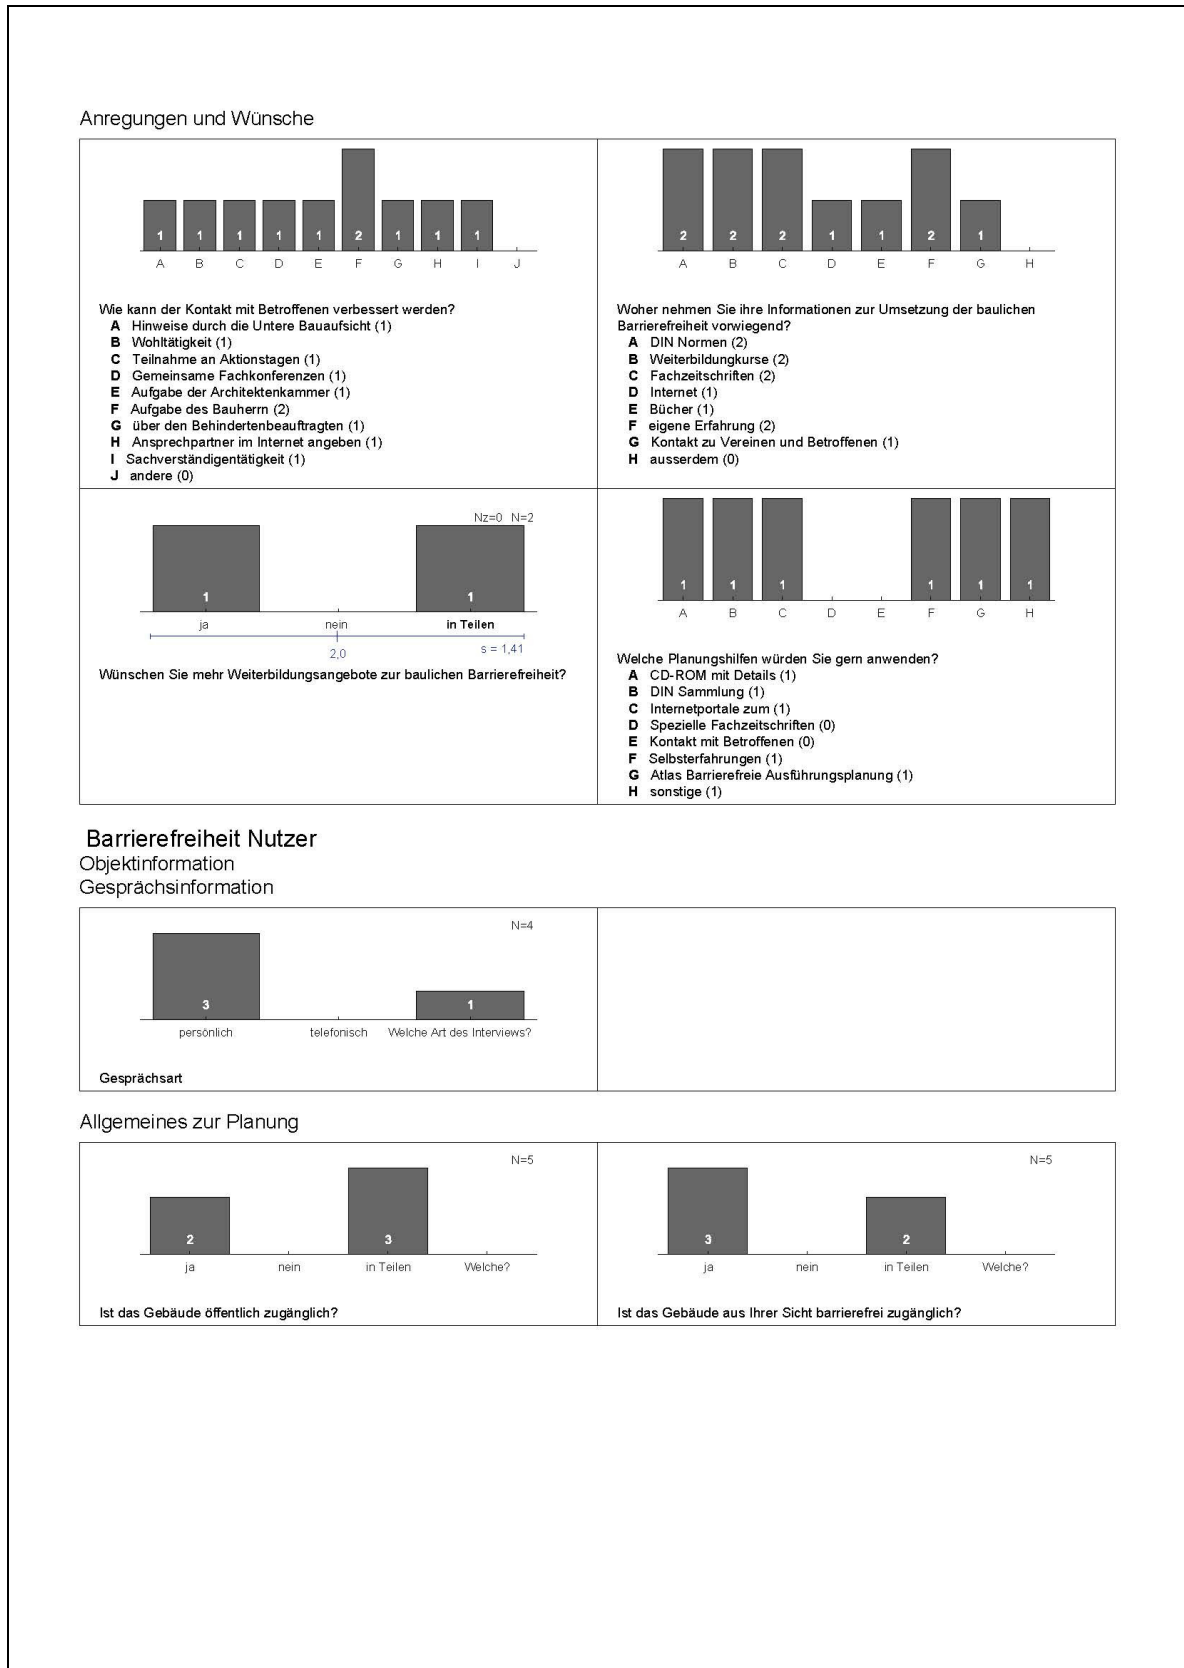 Anregungen und Wünsche
1 1 1 1 1 2 1 1 1
A B C D E F G H I J
Wie kann der Kontakt mit Betroffenen verbessert werden?
A Hinweise durch die Untere Bauaufsicht (1)
B Wohltätigkeit (1)
C Teilnahme an Aktionstagen (1)
D Gemeinsame Fachkonferenzen (1)
E Aufgabe der Architektenkammer (1)
F Aufgabe des Bauherrn (2)
G über den Behindertenbeauftragten (1)
H Ansprechpartner im Internet angeben (1)
I Sachverständigentätigkeit (1)
J andere (0)
2 2 2 1 1 2 1
A B C D E F G H
Woher nehmen Sie ihre Informationen zur Umsetzung der baulichen
Barrierefreiheit vorwiegend?
A DIN Normen (2)
B Weiterbildungkurse (2)
C Fachzeitschriften (2)
D Internet (1)
E Bücher (1)
F eigene Erfahrung (2)
G Kontakt zu Vereinen und Betroffenen (1)
H ausserdem (0)
Nz=0 N=2
1 1
ja nein in Teilen
2,0 s = 1,41
Wünschen Sie mehr Weiterbildungsangebote zur baulichen Barrierefreiheit?
1 1 1 1 1 1
A B C D E F G H
Welche Planungshilfen würden Sie gern anwenden?
A CD-ROM mit Details (1)
B DIN Sammlung (1)
C Internetportale zum (1)
D Spezielle Fachzeitschriften (0)
E Kontakt mit Betroffenen (0)
F Selbsterfahrungen (1)
G Atlas Barrierefreie Ausführungsplanung (1)
H sonstige (1)
Barrierefreiheit Nutzer
Objektinformation
Gesprächsinformation
N=4
3 1
persönlich telefonisch Welche Art des Interviews?
Gesprächsart
Allgemeines zur Planung
N=5
2 3
ja nein in Teilen Welche?
Ist das Gebäude öffentlich zugänglich?
N=5
3 2
ja nein in Teilen Welche?
Ist das Gebäude aus Ihrer Sicht barrierefrei zugänglich?